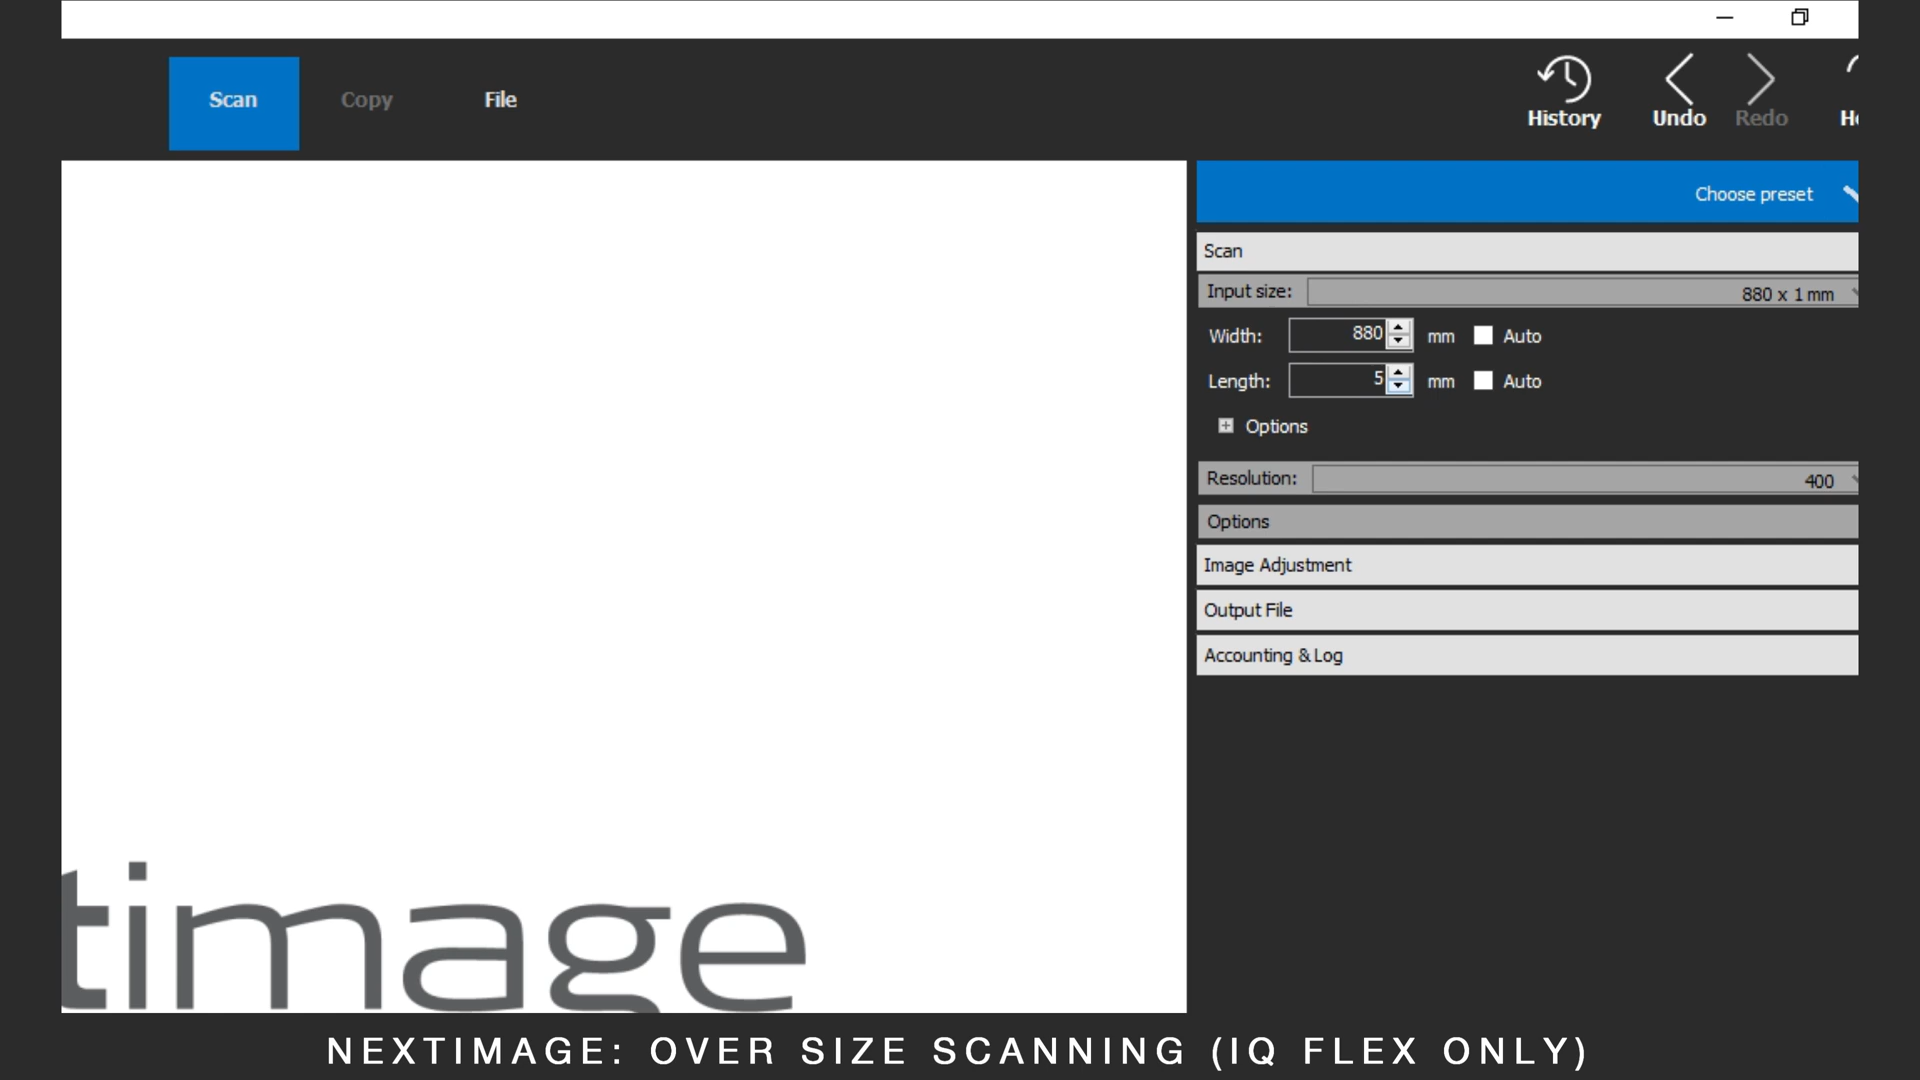 Scan
Copy
File
History
Undo
Redo
Choose preset
Scan
Input size:
880 x 1 mm
Width:
880
mm
Auto
Length:
5
mm
Auto
Options
Resolution:
400
Options
Image Adjustment
Output File
Accounting & Log
timage
NEXTIMAGE: OVER SIZE SCANNING (IQ FLEX ONLY)